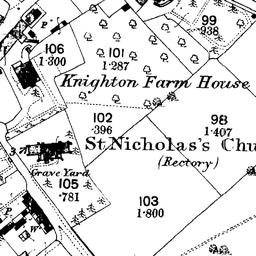 99
.938
P
106
1.300
101
1.287
Knighton Farm House
102
.396
98
1.407
St. Nicholas's Chu
(Rectory)
Grave Yard
105
.781
103
1.800
P
W